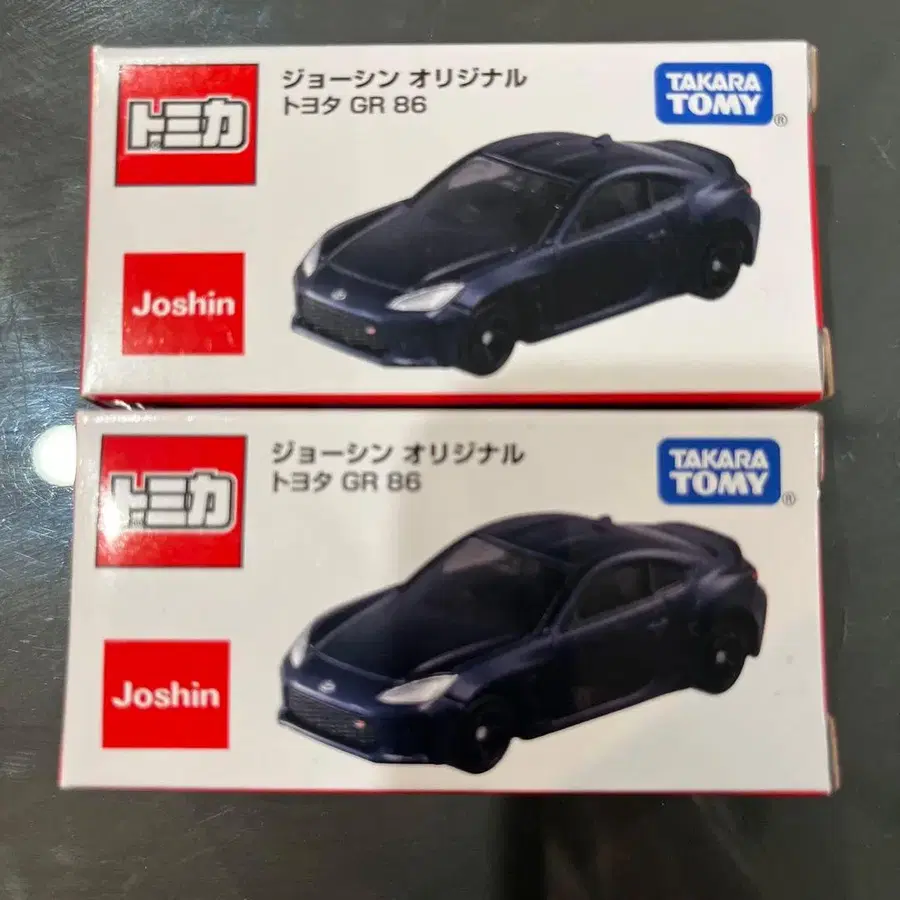 トミカ
ジョーシン オリジナル
トヨタ GR 86
TAKARA
TOMY
®
Joshin
トミカ
ジョーシン オリジナル
トヨタ GR 86
TAKARA
TOMY
®
Joshin